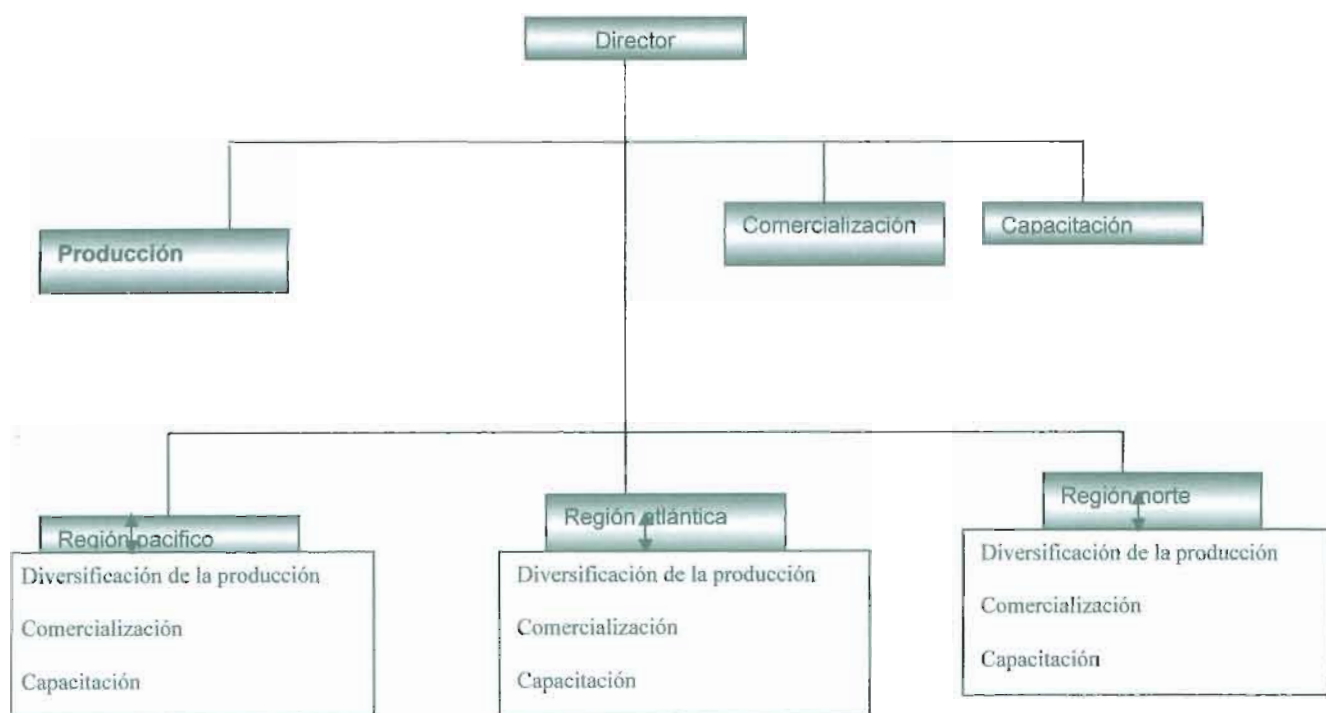 Director
Producción
Comercialización
Capacitación
Región pacifico
Región atlántica
Región norte
Diversificación de la producción
Comercialización
Capacitación
Diversificación de la producción
Comercialización
Capacitación
Diversificación de la producción
Comercialización
Capacitación